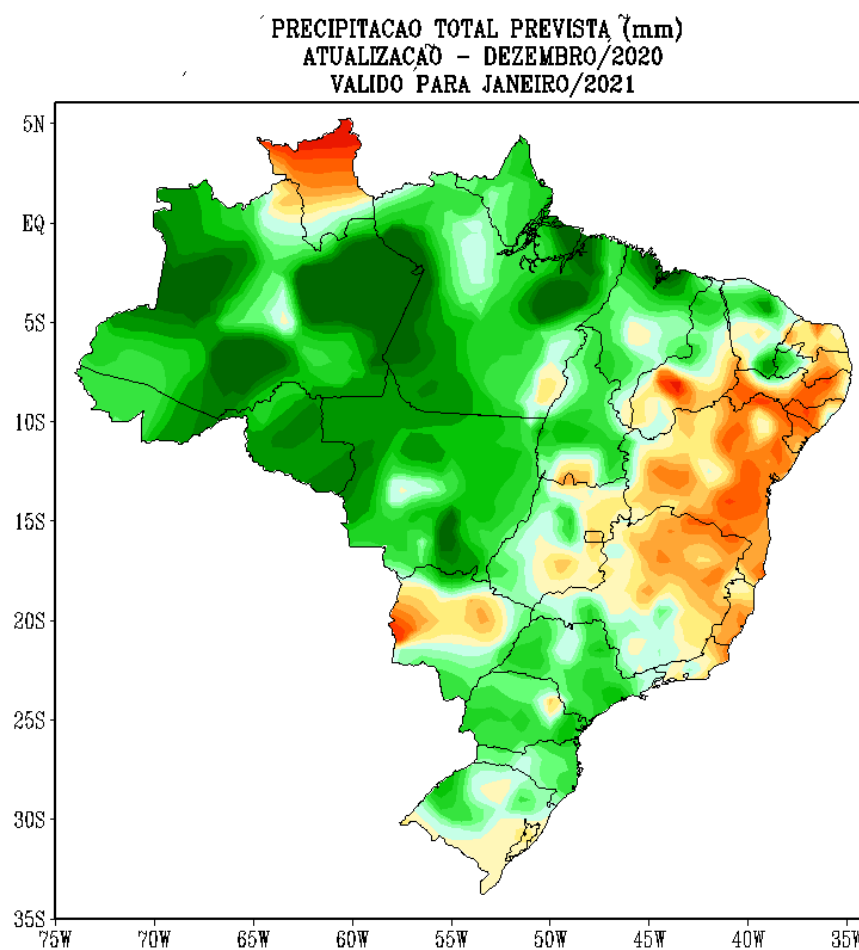 PRECIPITACAO TOTAL PREVISTA (mm)
ATUALIZACAO - DEZEMBRO/2020
VALIDO PARA JANEIRO/2021
5N
EQ
5S
10S
15S
20S
25S
30S
35S
75W 70W 65W 60W 55W 50W 45W 40W 35W